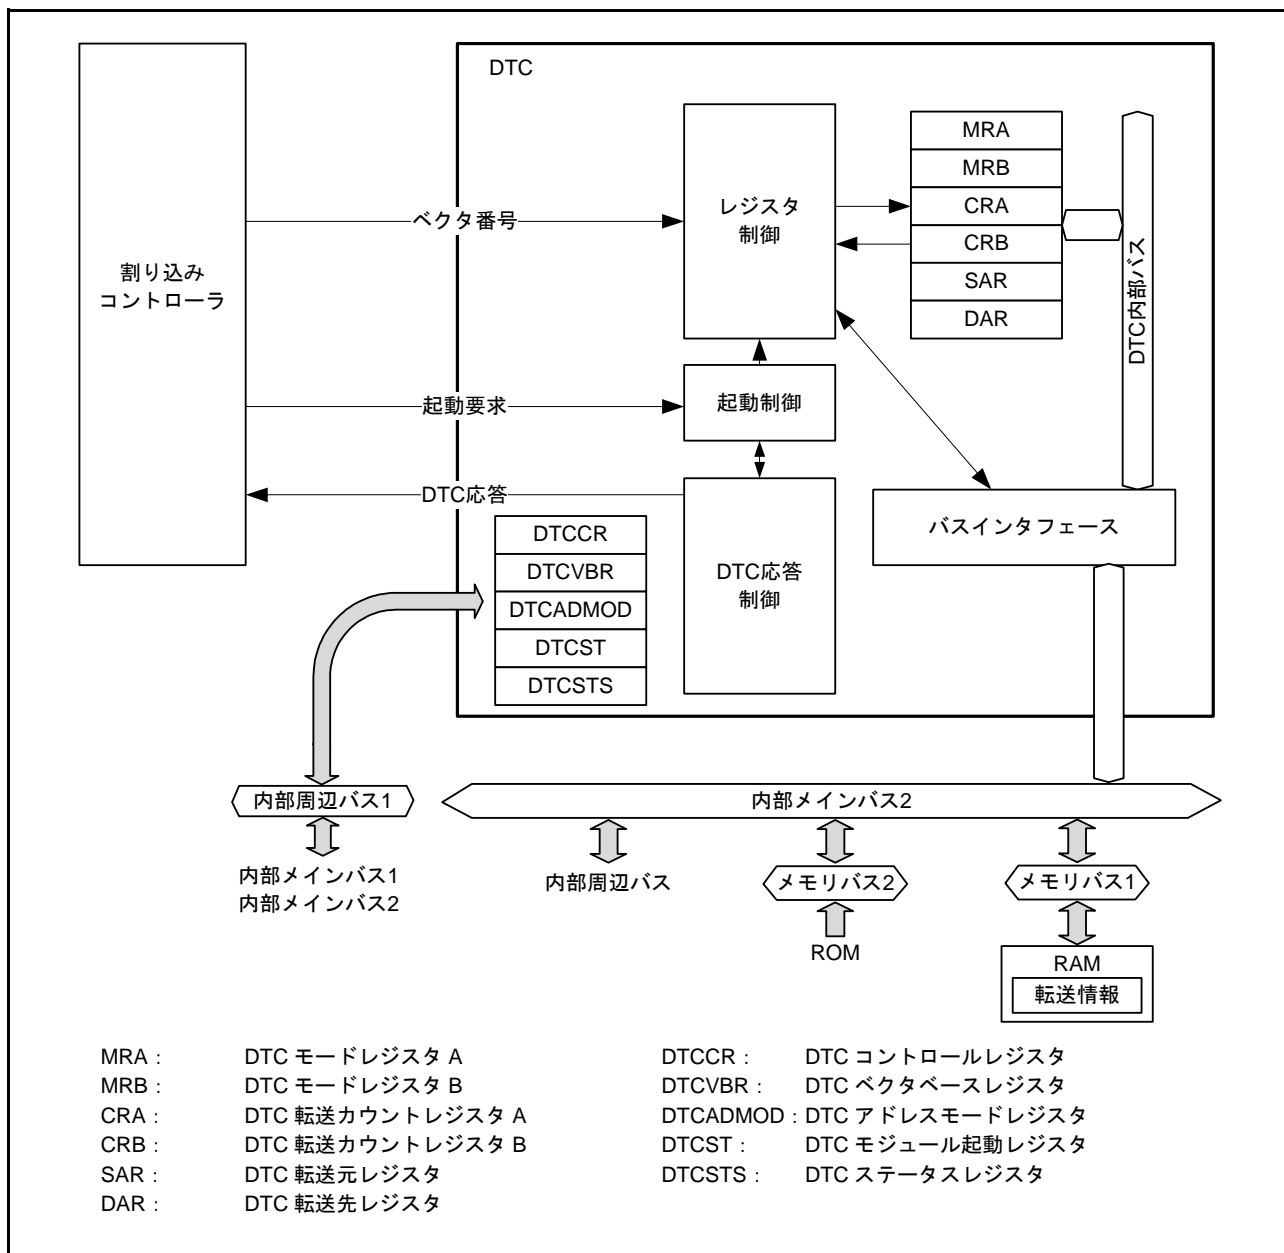 DTC
MRA
MRB
CRA
CRB
SAR
DAR
レジスタ
制御
ベクタ番号
割り込み
コントローラ
DTC内部バス
起動制御
起動要求
DTC応答
バスインタフェース
DTC応答
制御
DTCCR
DTCVBR
DTCADMOD
DTCST
DTCSTS
内部周辺バス1
内部メインバス2
内部メインバス1
内部メインバス2
内部周辺バス
メモリバス2
メモリバス1
ROM
RAM
転送情報
MRA : DTC モードレジスタ A
MRB : DTC モードレジスタ B
CRA : DTC 転送カウントレジスタ A
CRB : DTC 転送カウントレジスタ B
SAR : DTC 転送元レジスタ
DAR : DTC 転送先レジスタ
DTCCR : DTC コントロールレジスタ
DTCVBR : DTC ベクタベースレジスタ
DTCADMOD : DTC アドレスモードレジスタ
DTCST : DTC モジュール起動レジスタ
DTCSTS : DTC ステータスレジスタ